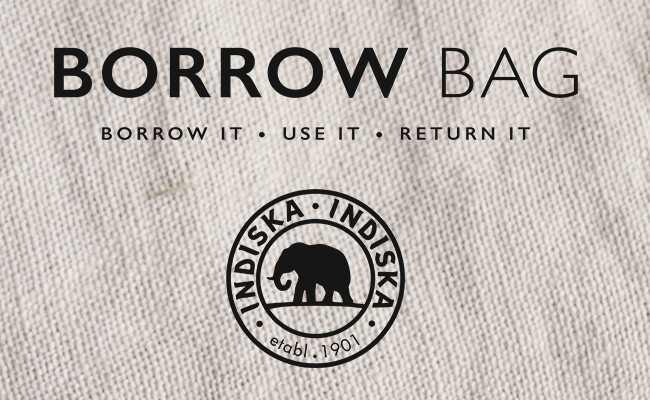 BORROW BAG
BORROW IT • USE IT • RETURN IT
INDISKA • INDISKA
• etabl • 1901 •